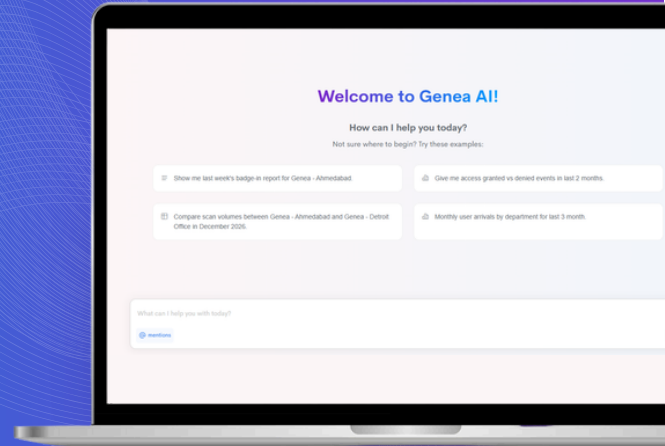 Welcome to Genea AI!
How can I help you today?
Not sure where to begin? Try these examples:
Show me last week's badge-in report for Genea - Ahmedabad.
Give me access granted vs denied events in last 2 months.
Compare scan volumes between Genea - Ahmedabad and Genea - Detroit
Office in December 2025.
Monthly user arrivals by department for last 3 month.
What can I help you with today?
@ mentions